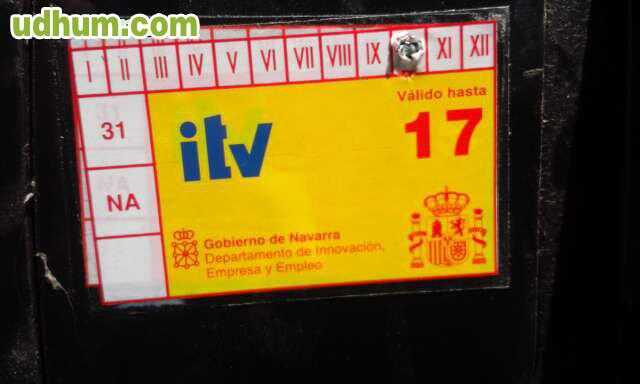 udhum.com
I II III IV V VI VII VIII IX XI XII
31
itv
Válido hasta
17
NA
Gobierno de Navarra
Departamento de Innovación,
Empresa y Empleo